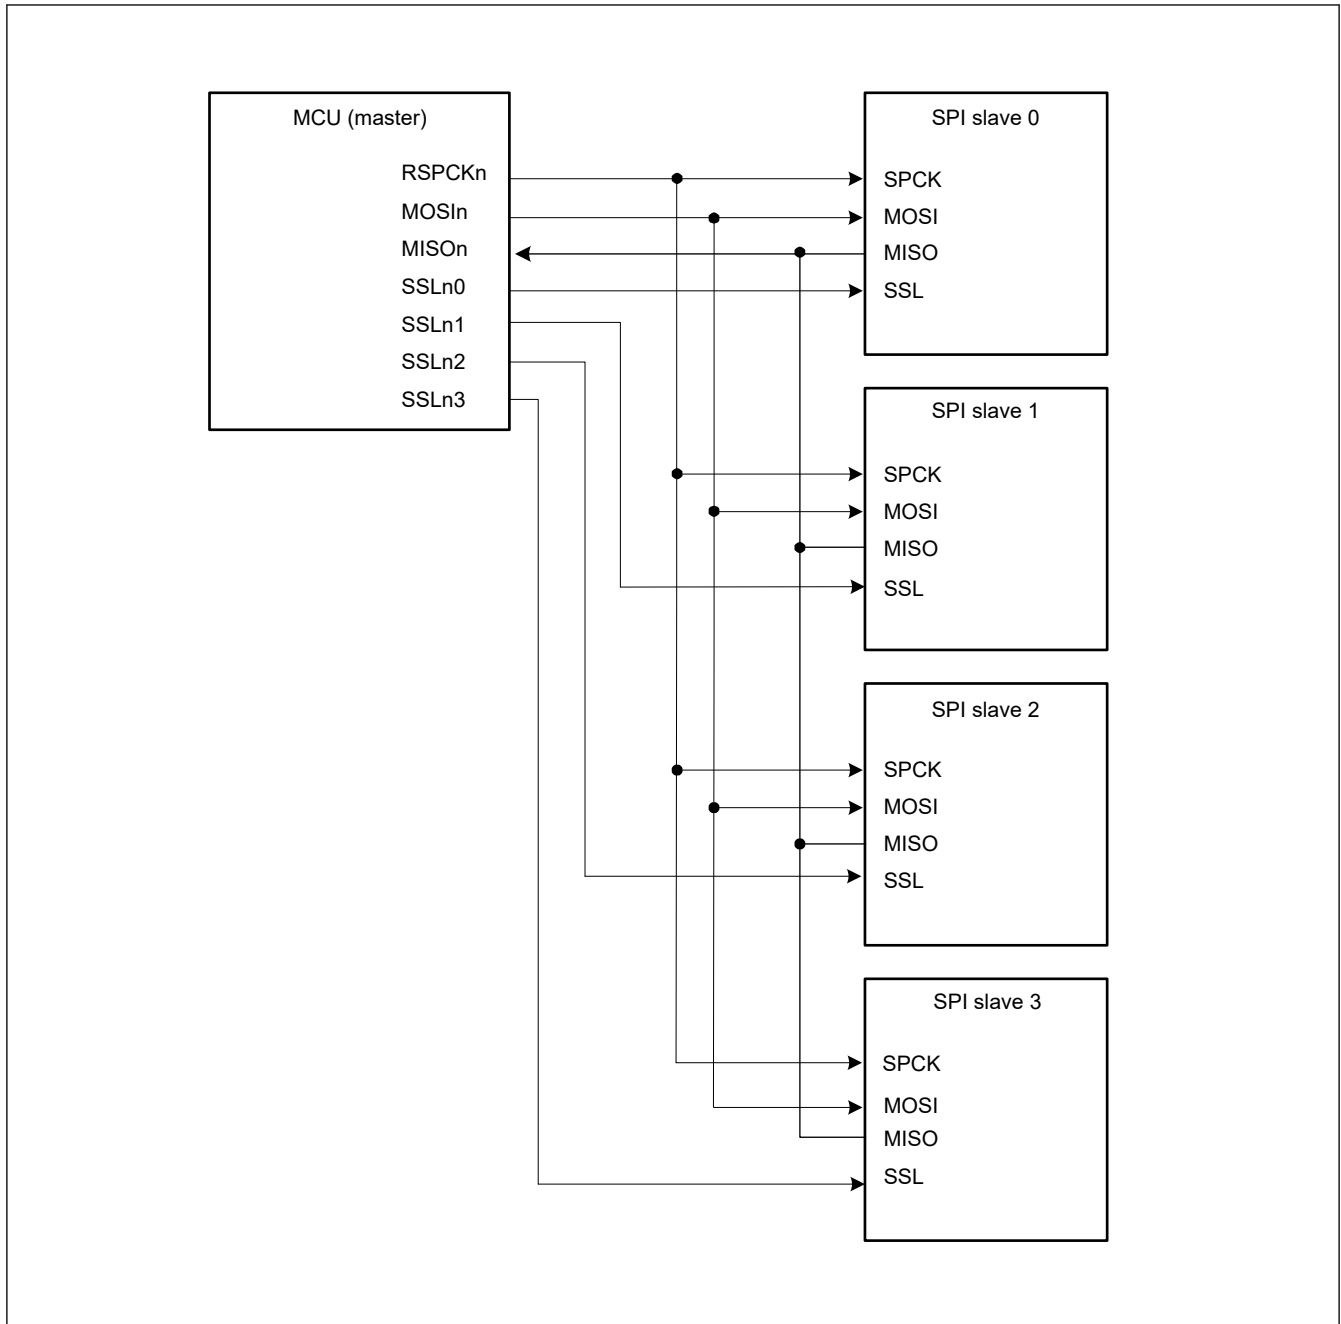 MCU (master)
RSPCKn
MOSIn
MISOn
SSLn0
SSLn1
SSLn2
SSLn3
SPI slave 0
SPCK
MOSI
MISO
SSL
SPI slave 1
SPCK
MOSI
MISO
SSL
SPI slave 2
SPCK
MOSI
MISO
SSL
SPI slave 3
SPCK
MOSI
MISO
SSL